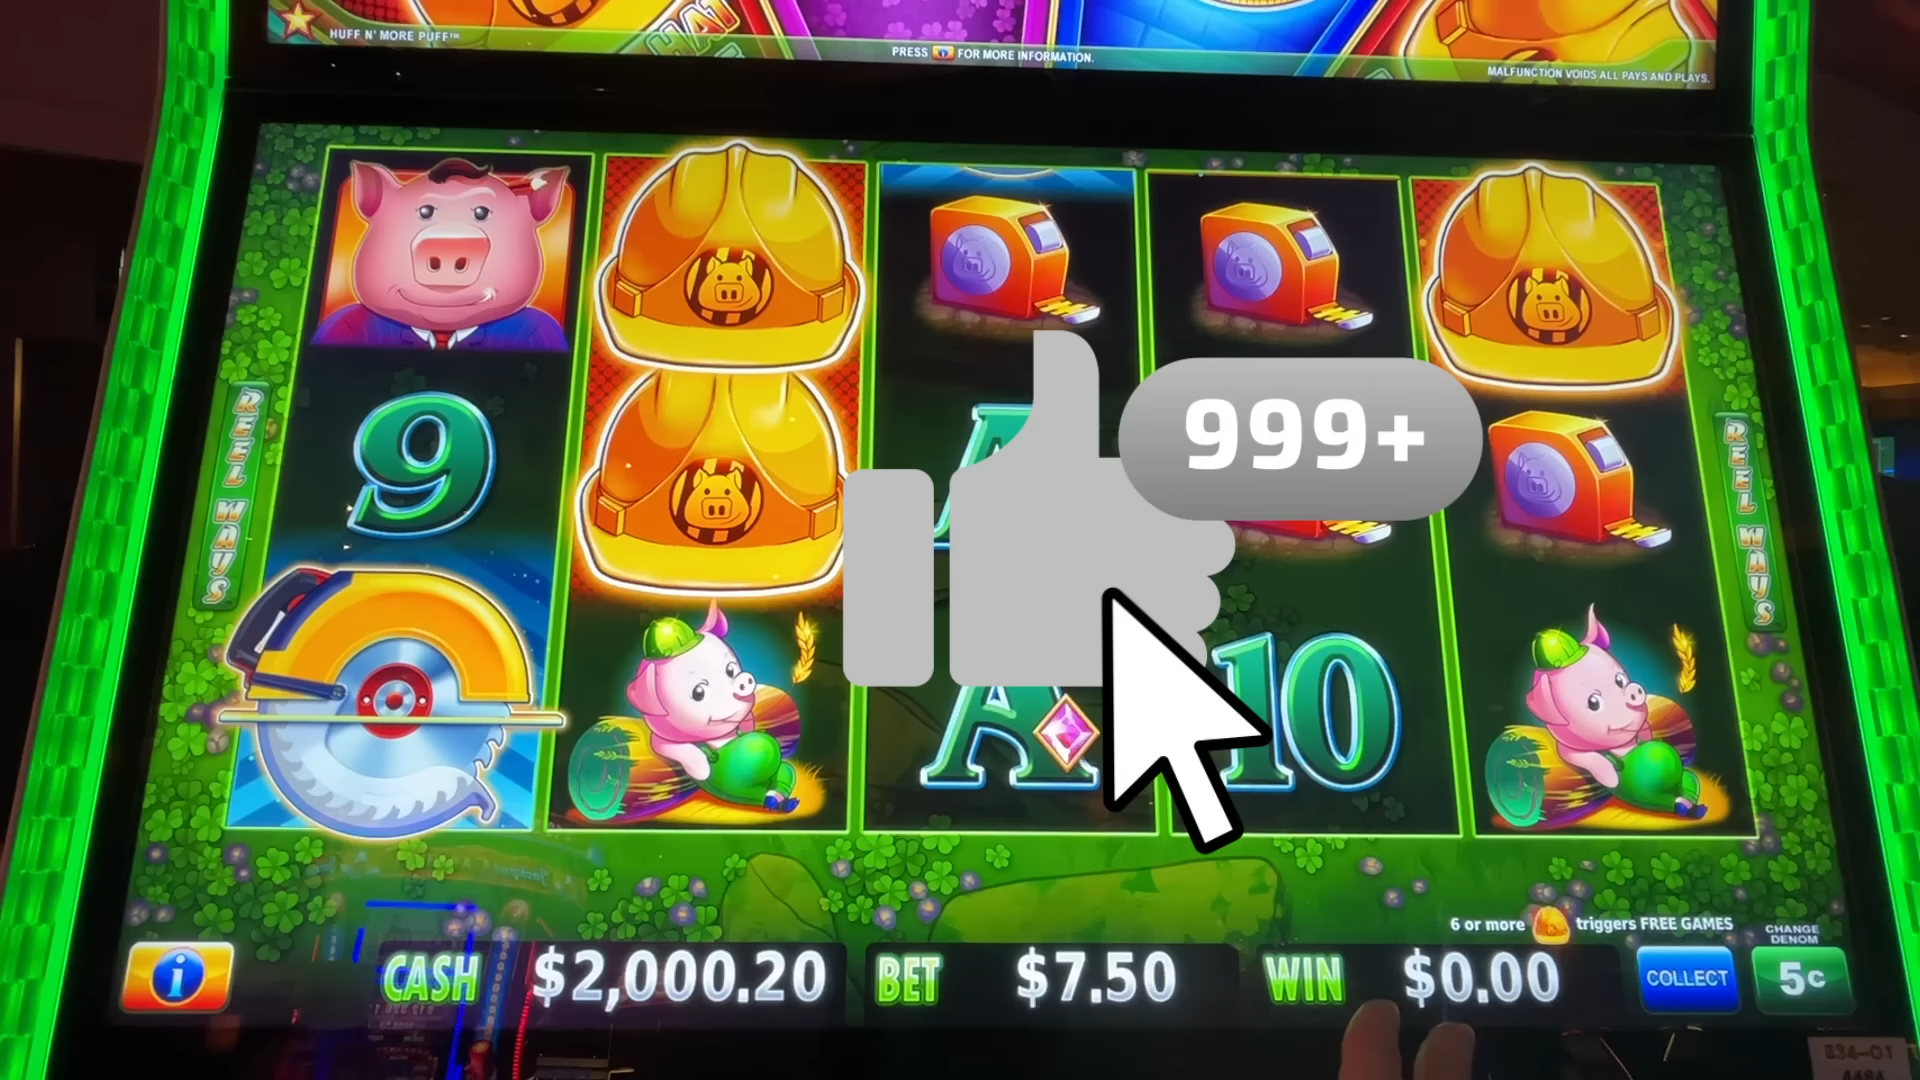 HUFF N' MORE PUFF™
PRESS i FOR MORE INFORMATION.
MALFUNCTION VOIDS ALL PAYS AND PLAYS.
REEL WAYS
9
A
999+
REEL WAYS
A
10
6 or more triggers FREE GAMES
CHANGE
DENOM
i
CASH $2,000.20
BET $7.50
WIN $0.00
COLLECT
5c
834-01